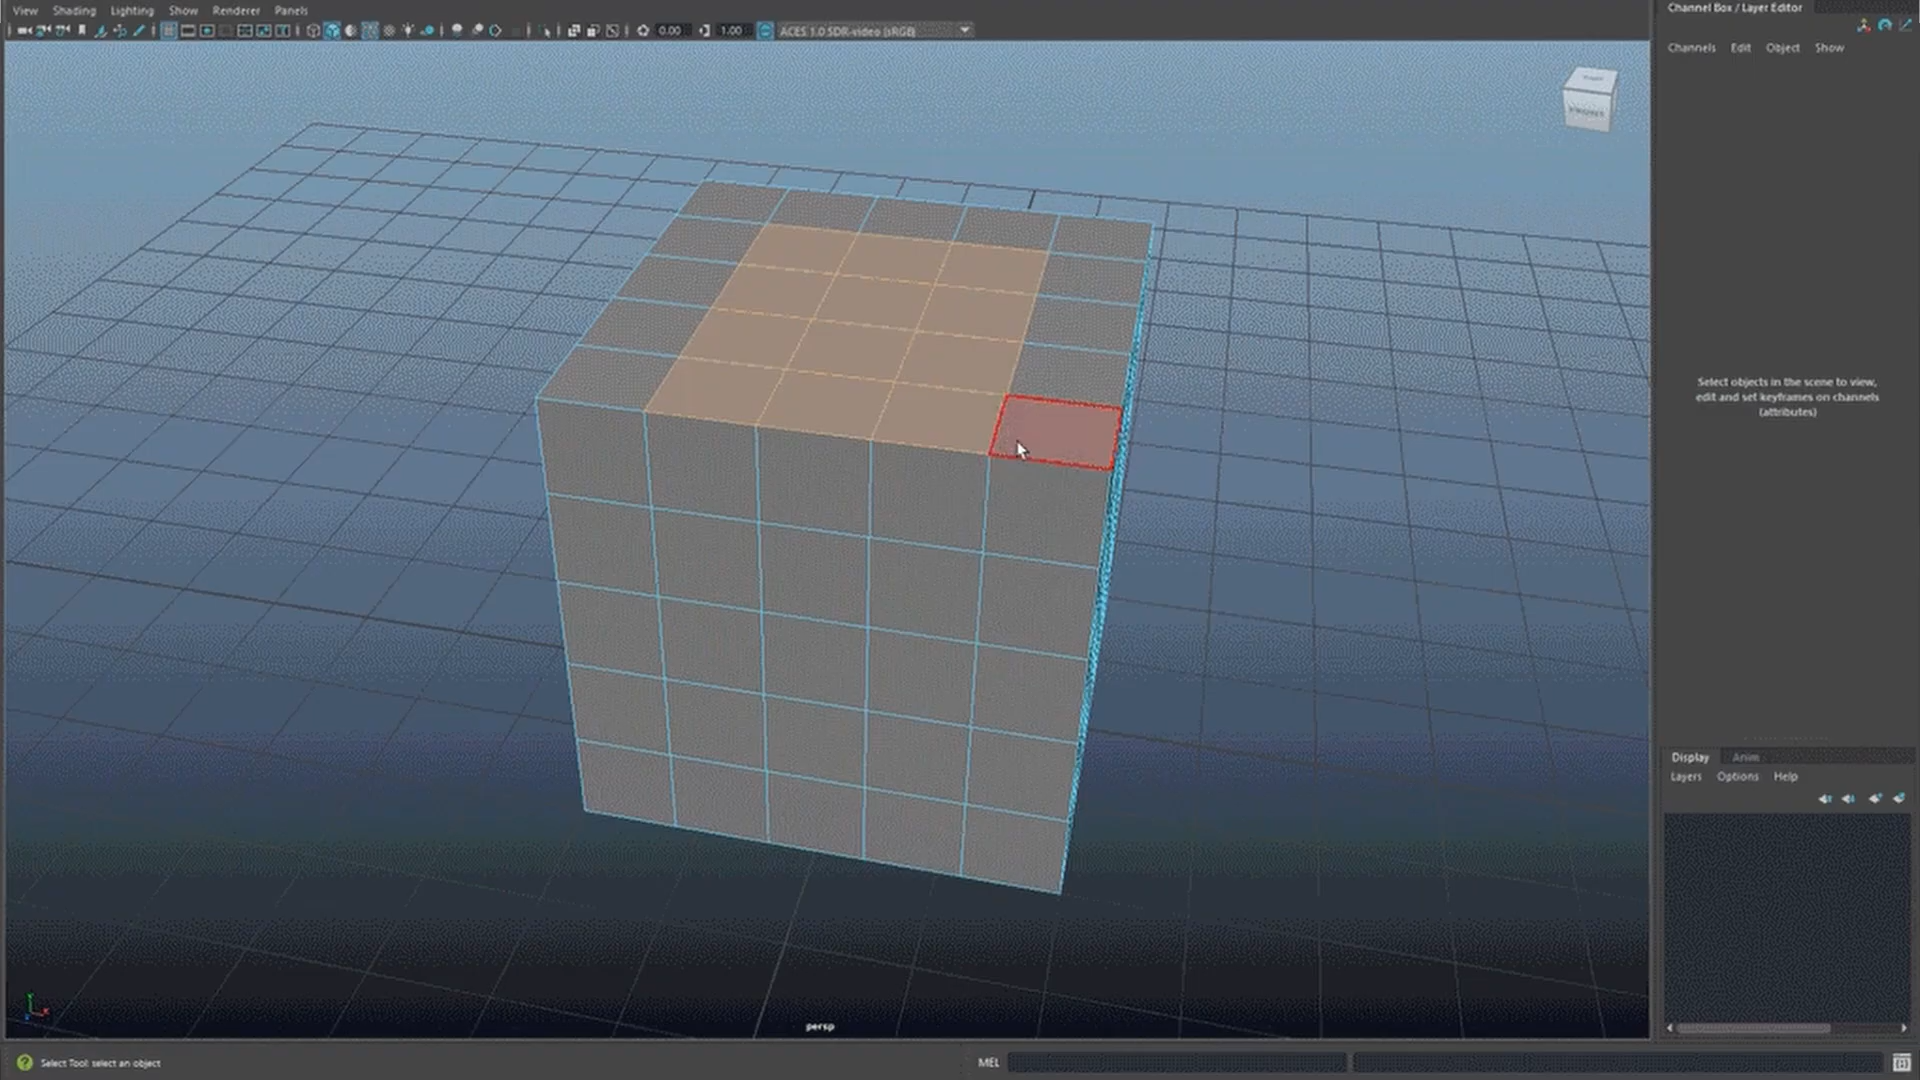 View Shading Lighting Show Renderer Panels
0.00 1.00 ACES 1.0 SDR-video (sRGB)
Channel Box / Layer Editor
Channels Edit Object Show
Select objects in the scene to view,
edit and set keyframes on channels
(attributes)
Display Anim
Layers Options Help
persp
Select Tool: select an object
MEL